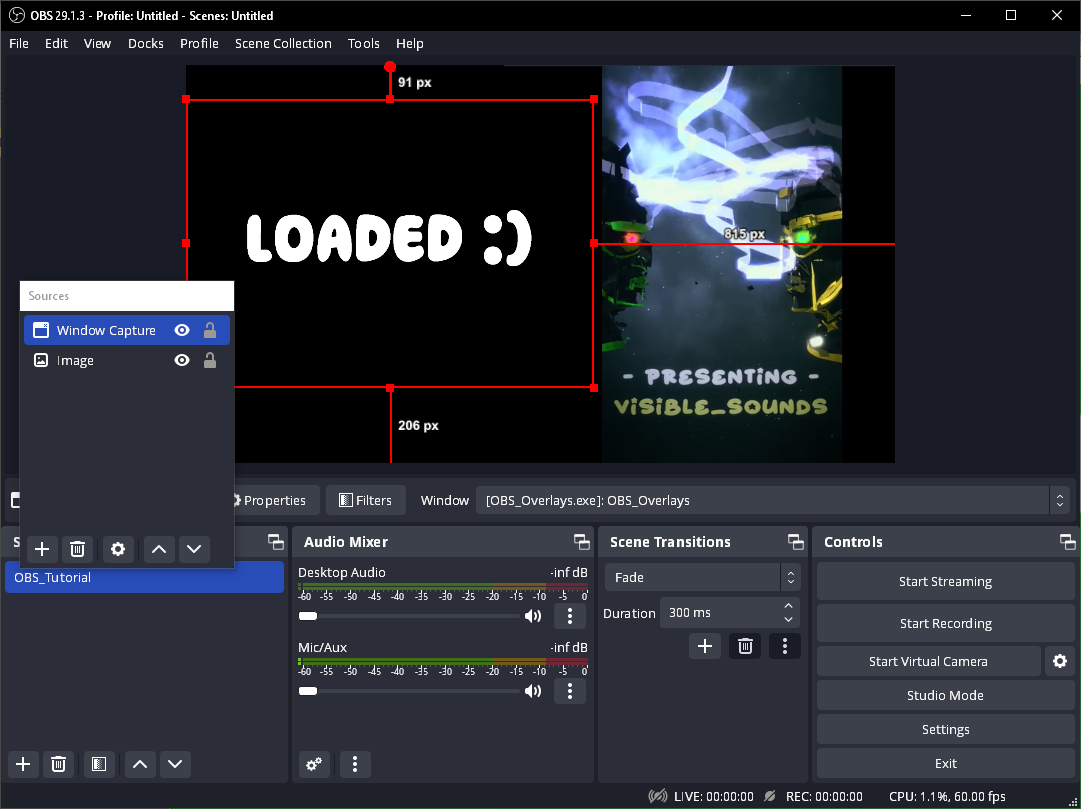 OBS 29.1.3 - Profile: Untitled - Scenes: Untitled
File Edit View Docks Profile Scene Collection Tools Help
91 px
LOADED :)
815 px
- PRESENTING -
VISIBLE_SOUNDS
206 px
Sources
Window Capture
Image
Properties Filters Window [OBS_Overlays.exe]: OBS_Overlays
S
OBS_Tutorial
Audio Mixer
Desktop Audio -inf dB
-60 -55 -50 -45 -40 -35 -30 -25 -20 -15 -10 -5 0
Mic/Aux -inf dB
-60 -55 -50 -45 -40 -35 -30 -25 -20 -15 -10 -5 0
Scene Transitions
Fade
Duration 300 ms
Controls
Start Streaming
Start Recording
Start Virtual Camera
Studio Mode
Settings
Exit
LIVE: 00:00:00 REC: 00:00:00 CPU: 1.1%, 60.00 fps